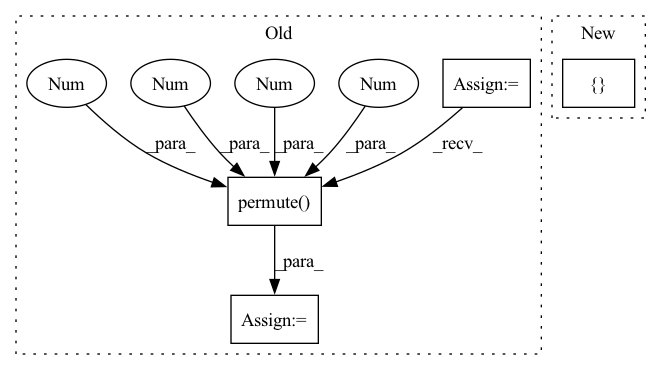 Old
New
Num
Num
Num
Num
Assign:=
{}
_para_
_para_
_para_
_para_
_recv_
permute()
_para_
Assign:=